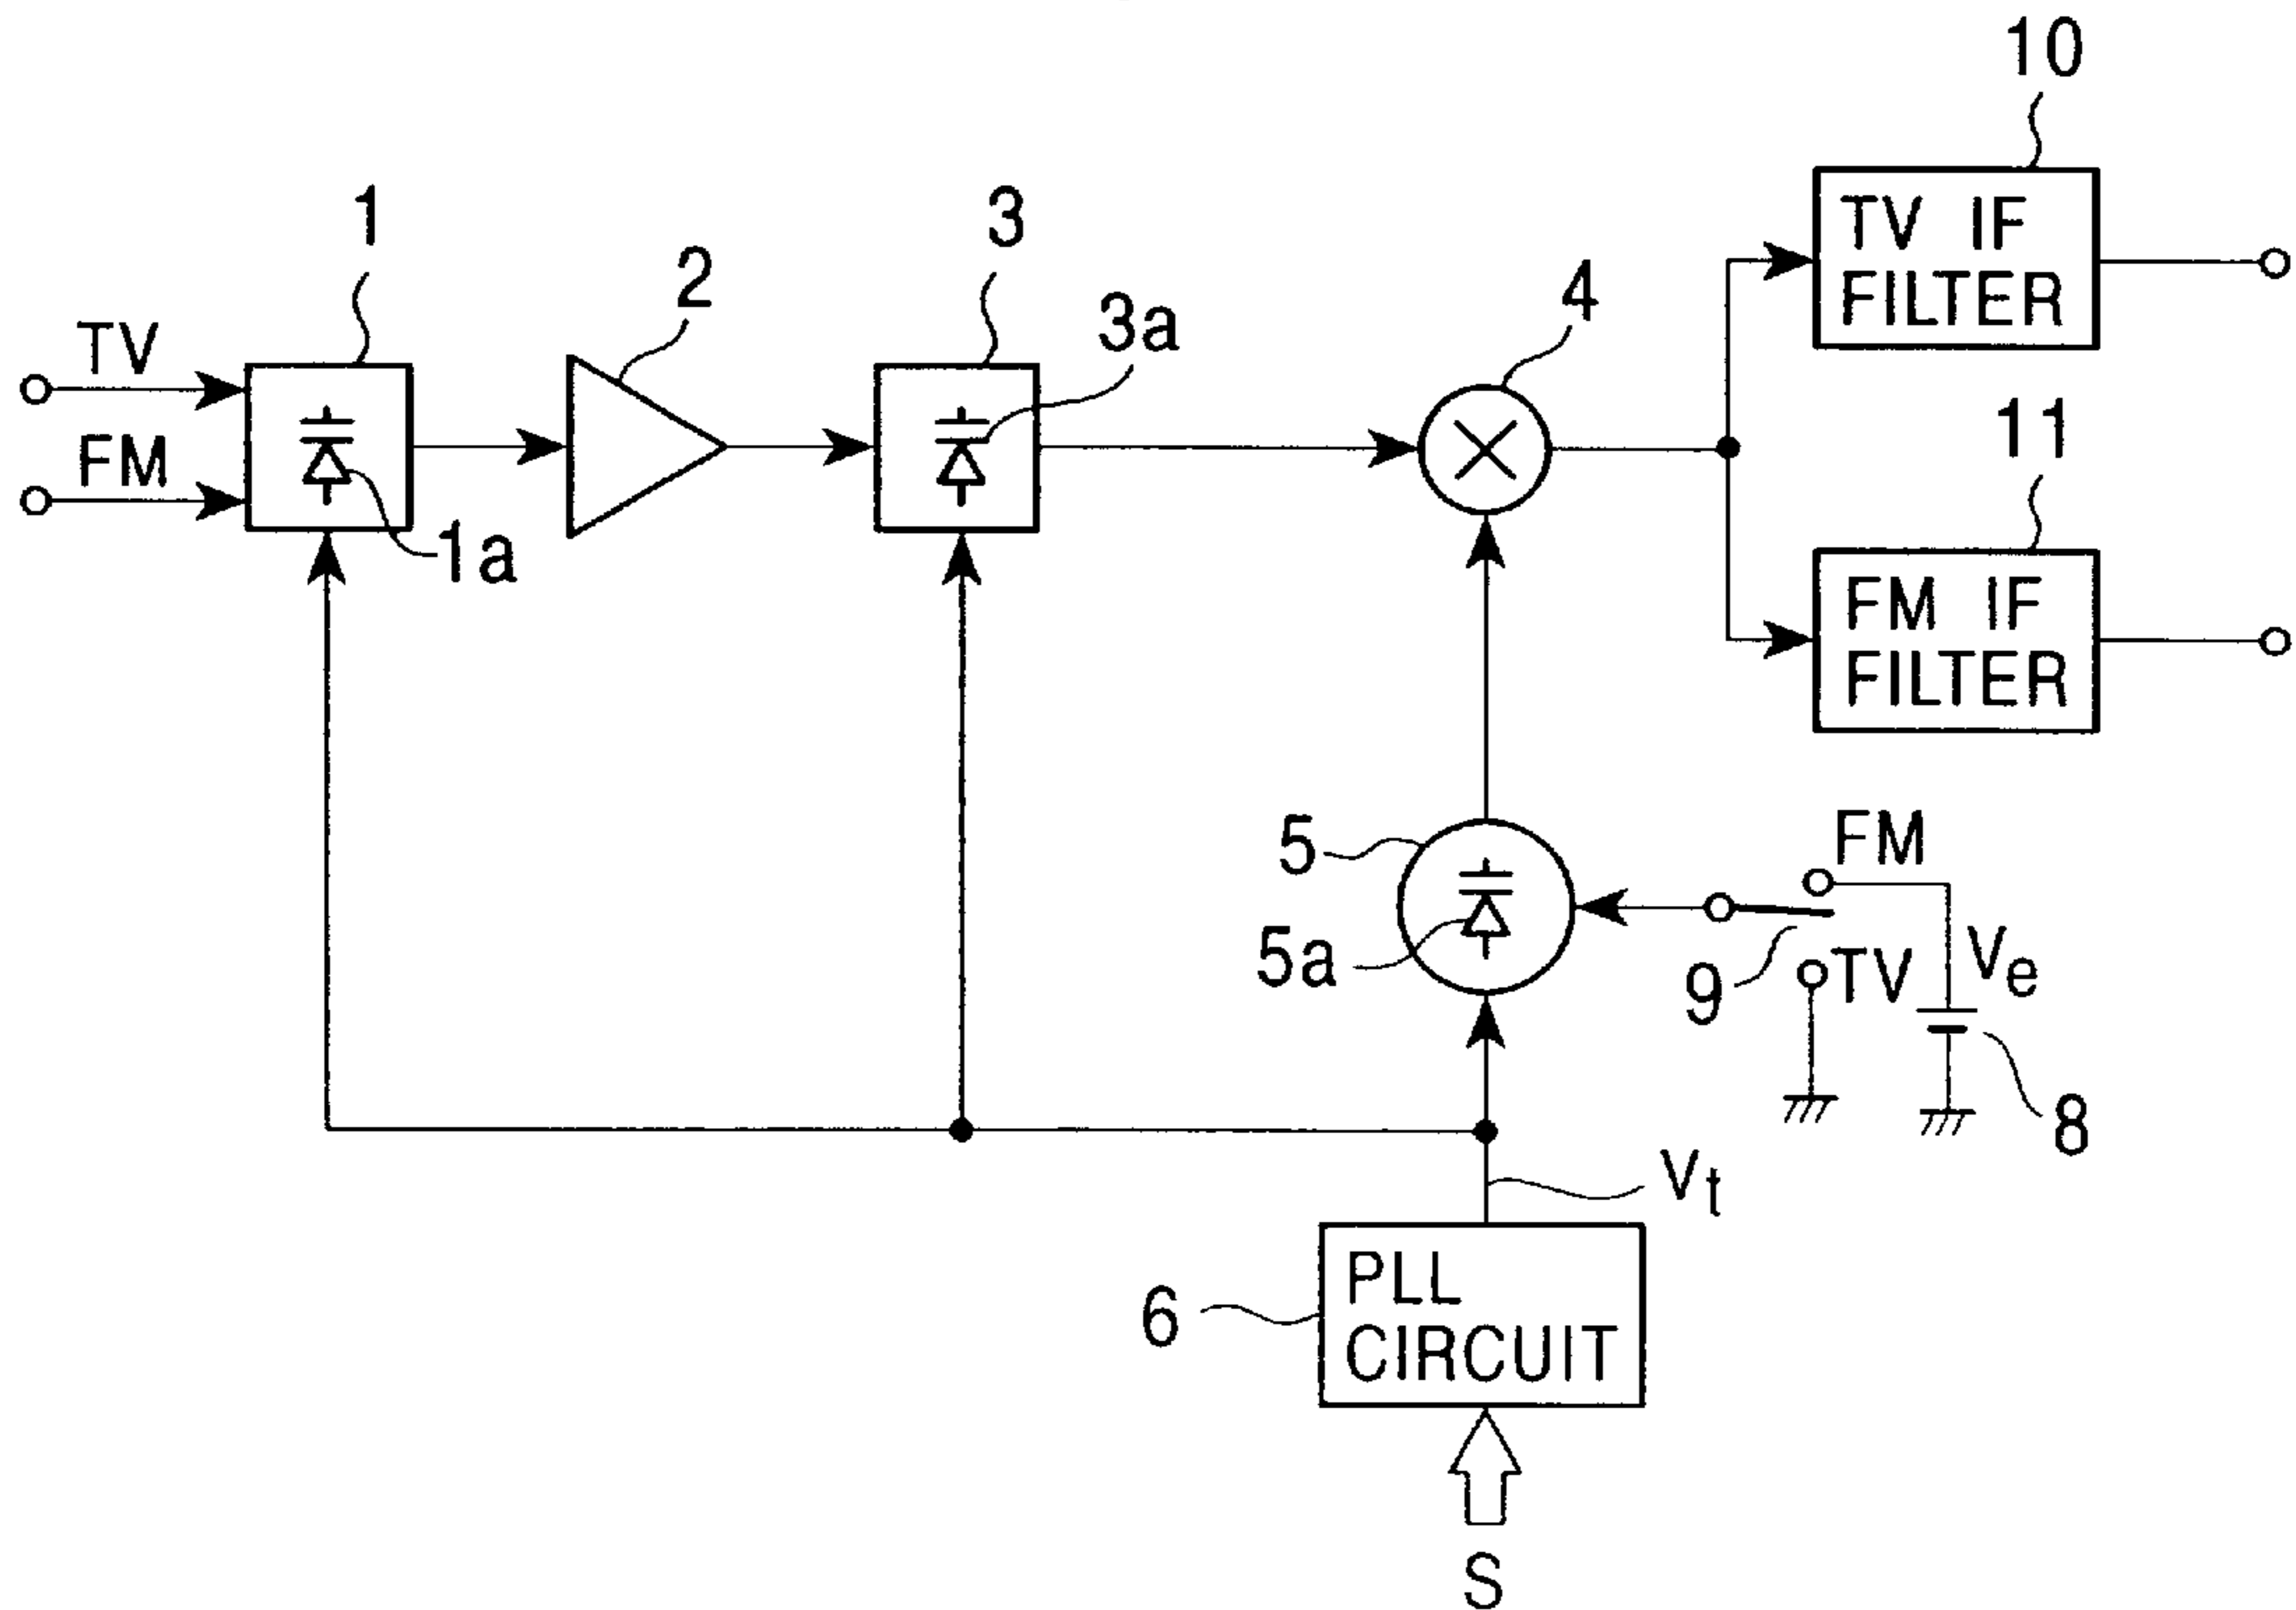 10
1
3
2
3a
4
TV IF
FILTER
TV
FM
1a
11
FM IF
FILTER
5
5a
FM
9
TV
Ve
8
Vt
6
PLL
CIRCUIT
S